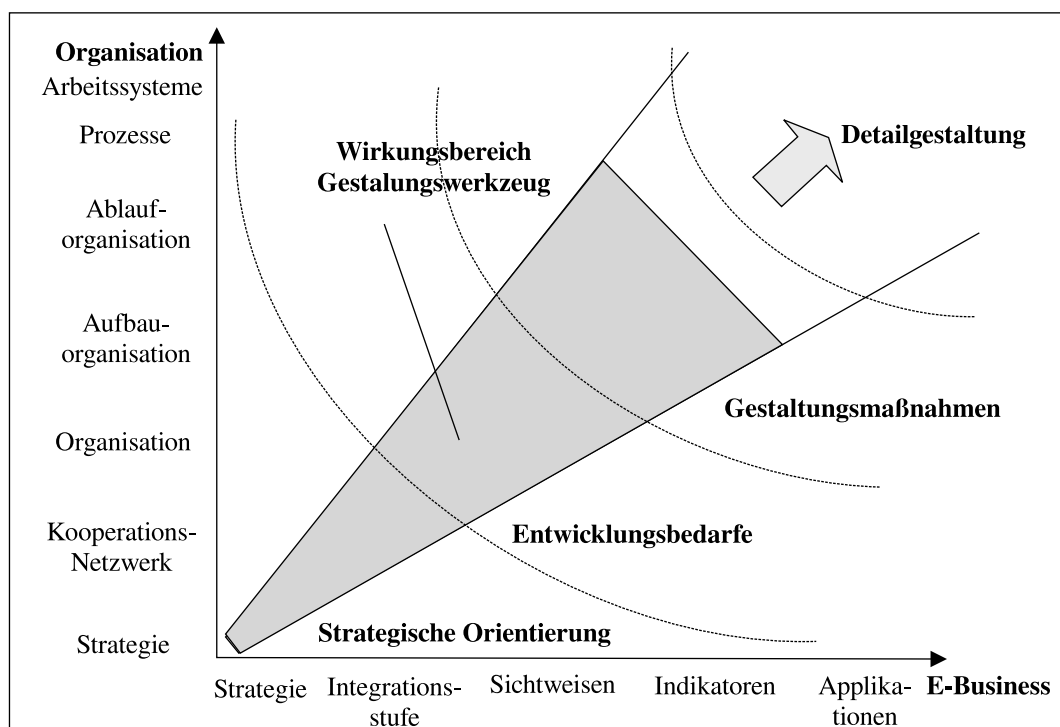 Organisation
Arbeitssysteme
Prozesse
Ablauf-
organisation
Aufbau-
organisation
Organisation
Kooperations-
Netzwerk
Strategie
Wirkungsbereich
Gestalungswerkzeug
Detailgestaltung
Gestaltungsmaßnahmen
Entwicklungsbedarfe
Strategische Orientierung
Strategie
Integrations-
stufe
Sichtweisen
Indikatoren
Applika-
tionen
E-Business